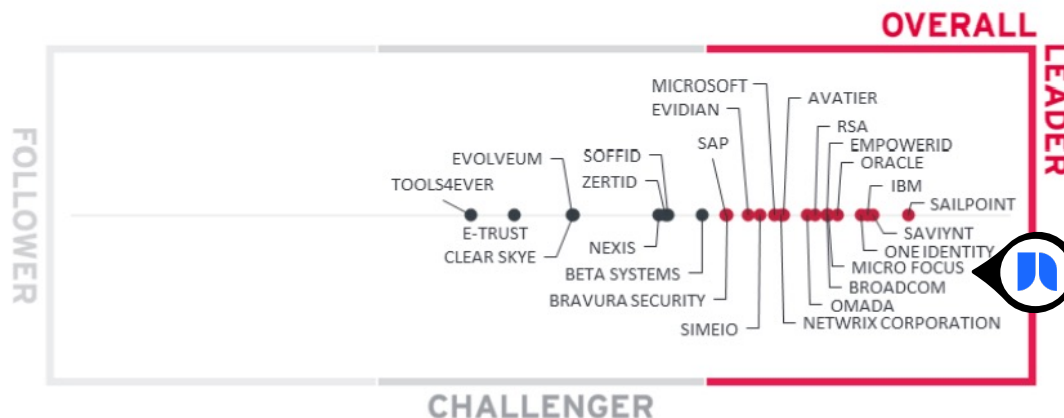 OVERALL
LEADER
FOLLOWER
CHALLENGER
MICROSOFT
AVATIER
EVIDIAN
RSA
SAP
EMPOWERID
EVOLVEUM
SOFFID
ORACLE
TOOLS4EVER
ZERTID
IBM
SAILPOINT
E-TRUST
SAVIYNT
NEXIS
ONE IDENTITY
CLEAR SKYE
MICRO FOCUS
BETA SYSTEMS
BROADCOM
BRAVURA SECURITY
OMADA
SIMEIO
NETWRIX CORPORATION